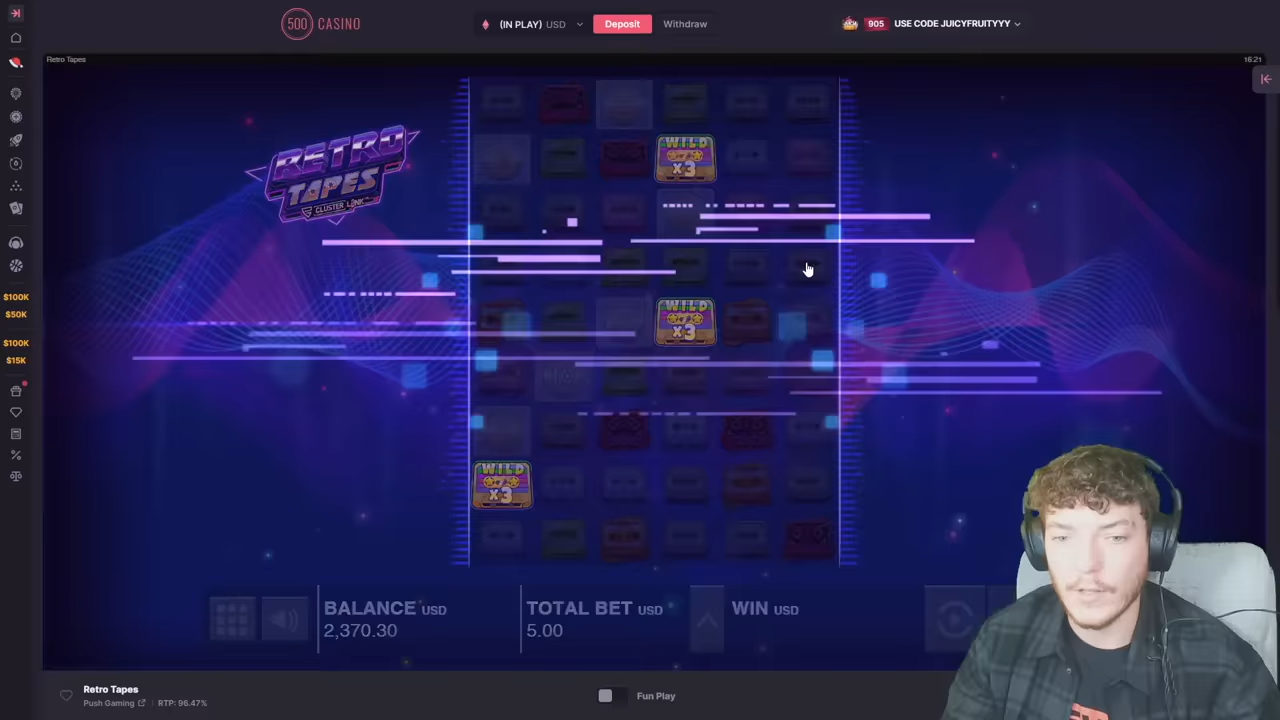 500 CASINO
(IN PLAY) USD
Deposit
Withdraw
905
USE CODE JUICYFRUITYYY
Retro Tapes
16:21
RETRO
TAPES
CLUSTER LINK
WILD
x3
WILD
x3
WILD
x3
$100K
$50K
$100K
$15K
BALANCE USD
2,370.30
TOTAL BET USD
5.00
WIN USD
Retro Tapes
Push Gaming
RTP: 96.47%
Fun Play